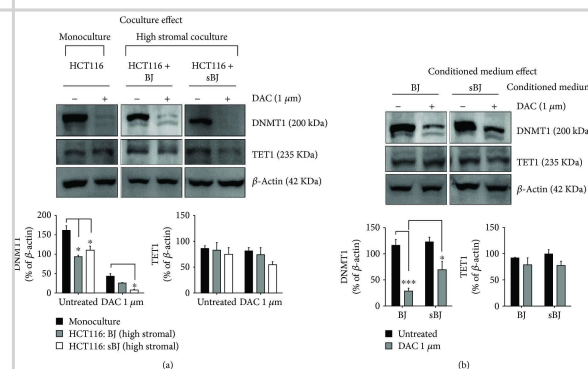 Coculture effect
Monoculture High stromal coculture
HCT116 HCT116 + BJ HCT116 + sBJ
− + − + − + DAC (1 μm)
DNMT1 (200 kDa)
TET1 (235 KDa)
β-Actin (42 KDa)
DNMT1 (% of β-actin)
200
150
100
50
0
* * *
Untreated DAC 1 μm
TET1 (% of β-actin)
150
100
50
0
Untreated DAC 1 μm
Monoculture
HCT116: BJ (high stromal)
HCT116: sBJ (high stromal)
(a)
Conditioned medium effect
BJ sBJ Conditioned medium
− + − + DAC (1 μm)
DNMT1 (200 kDa)
TET1 (235 KDa)
β-Actin (42 KDa)
DNMT1 (% of β-actin)
150
100
50
0
*** *
BJ sBJ
TET1 (% of β-actin)
150
100
50
0
BJ sBJ
Untreated
DAC 1 μm
(b)